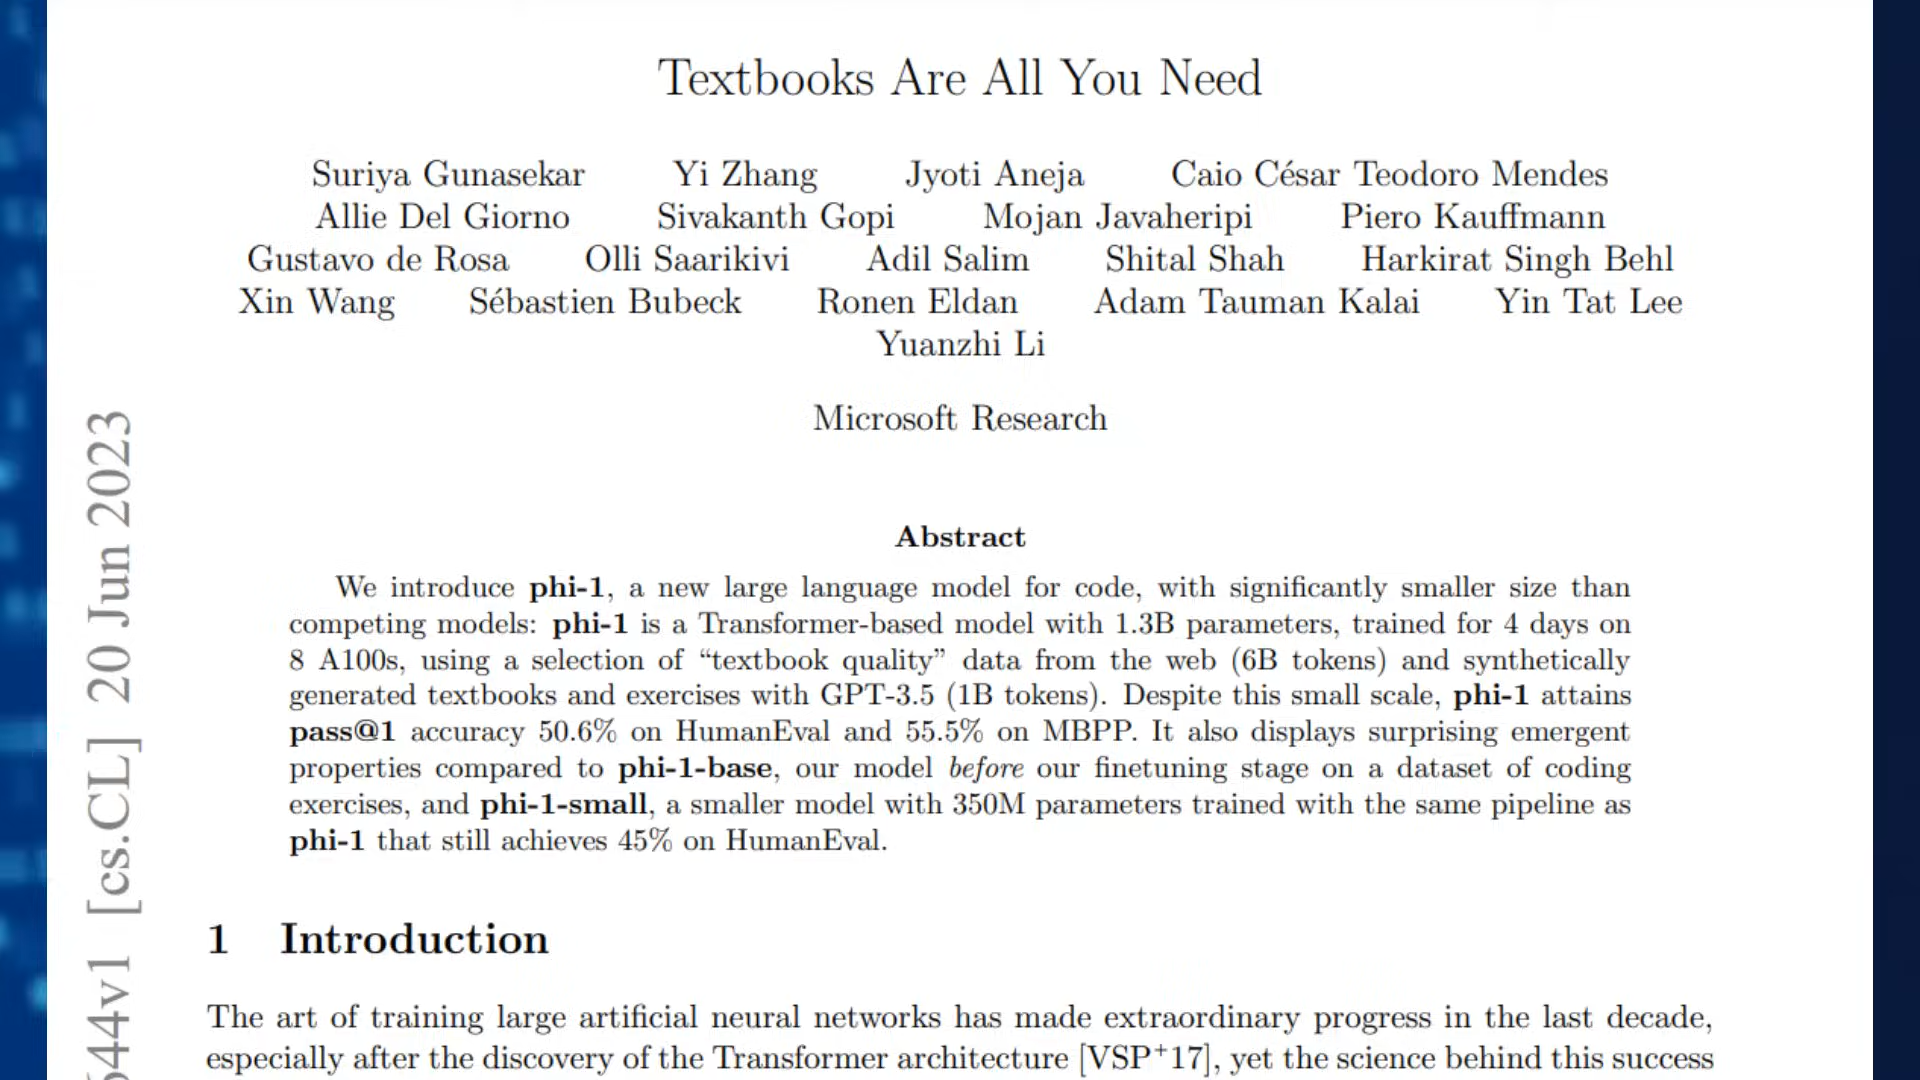 Textbooks Are All You Need
Suriya Gunasekar Yi Zhang Jyoti Aneja Caio César Teodoro Mendes
Allie Del Giorno Sivakanth Gopi Mojan Javaheripi Piero Kauffmann
Gustavo de Rosa Olli Saarikivi Adil Salim Shital Shah Harkirat Singh Behl
Xin Wang Sébastien Bubeck Ronen Eldan Adam Tauman Kalai Yin Tat Lee
Yuanzhi Li
Microsoft Research
Abstract
We introduce phi-1, a new large language model for code, with significantly smaller size than
competing models: phi-1 is a Transformer-based model with 1.3B parameters, trained for 4 days on
8 A100s, using a selection of “textbook quality” data from the web (6B tokens) and synthetically
generated textbooks and exercises with GPT-3.5 (1B tokens). Despite this small scale, phi-1 attains
pass@1 accuracy 50.6% on HumanEval and 55.5% on MBPP. It also displays surprising emergent
properties compared to phi-1-base, our model before our finetuning stage on a dataset of coding
exercises, and phi-1-small, a smaller model with 350M parameters trained with the same pipeline as
phi-1 that still achieves 45% on HumanEval.
1 Introduction
The art of training large artificial neural networks has made extraordinary progress in the last decade,
especially after the discovery of the Transformer architecture [VSP+17], yet the science behind this success
644v1 [cs.CL] 20 Jun 2023